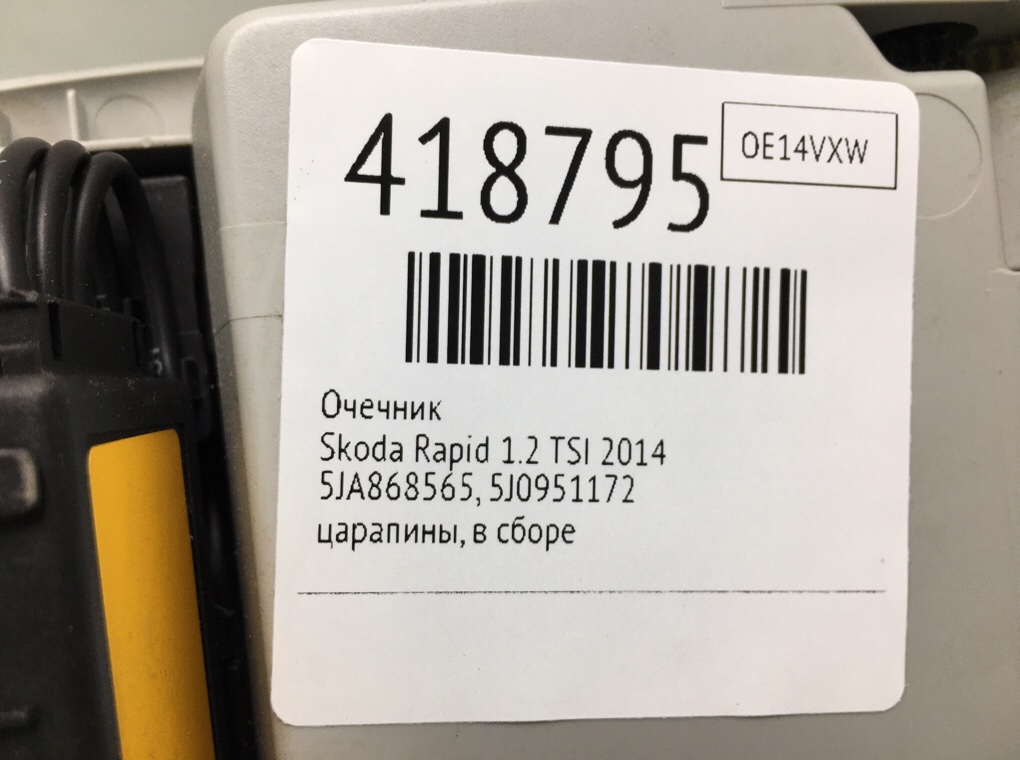 418795
OE14VXW
Очечник
Skoda Rapid 1.2 TSI 2014
5JA868565, 5J0951172
царапины, в сборе